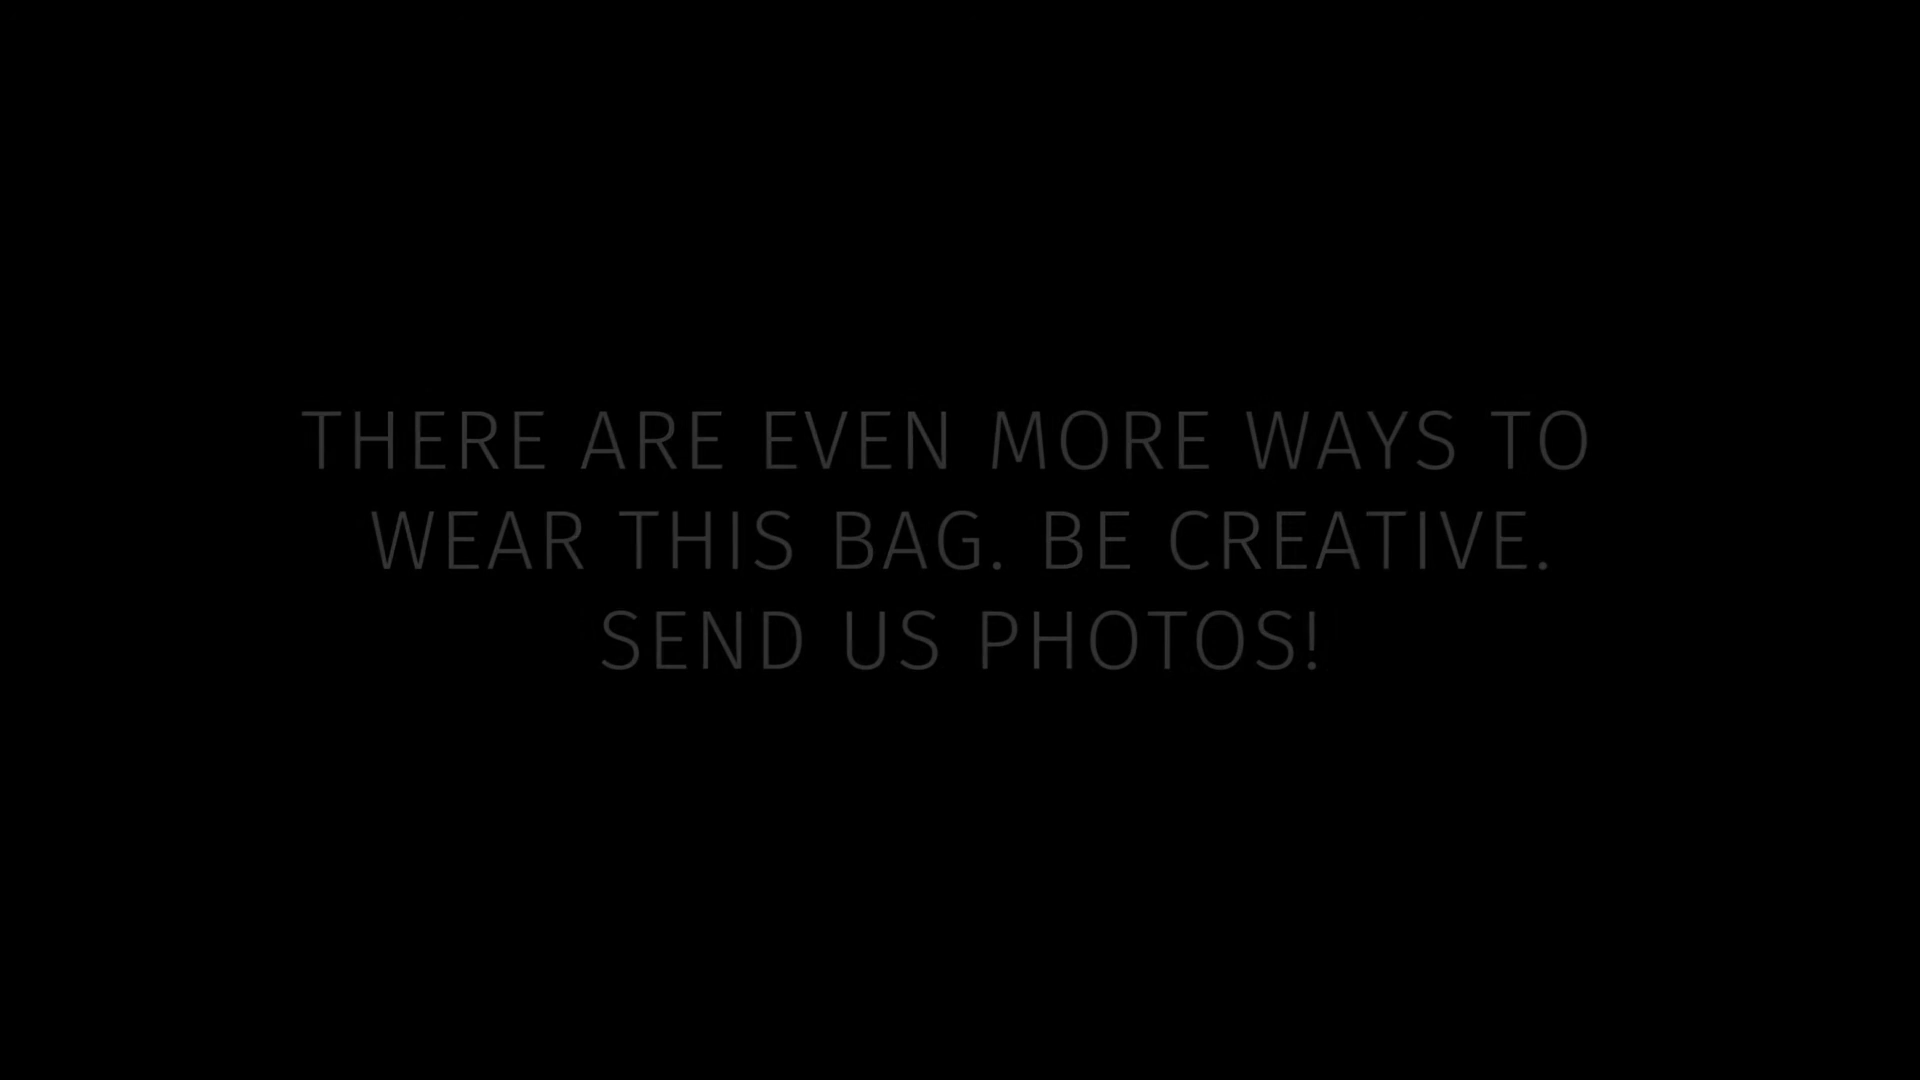 THERE ARE EVEN MORE WAYS TO
WEAR THIS BAG. BE CREATIVE.
SEND US PHOTOS!